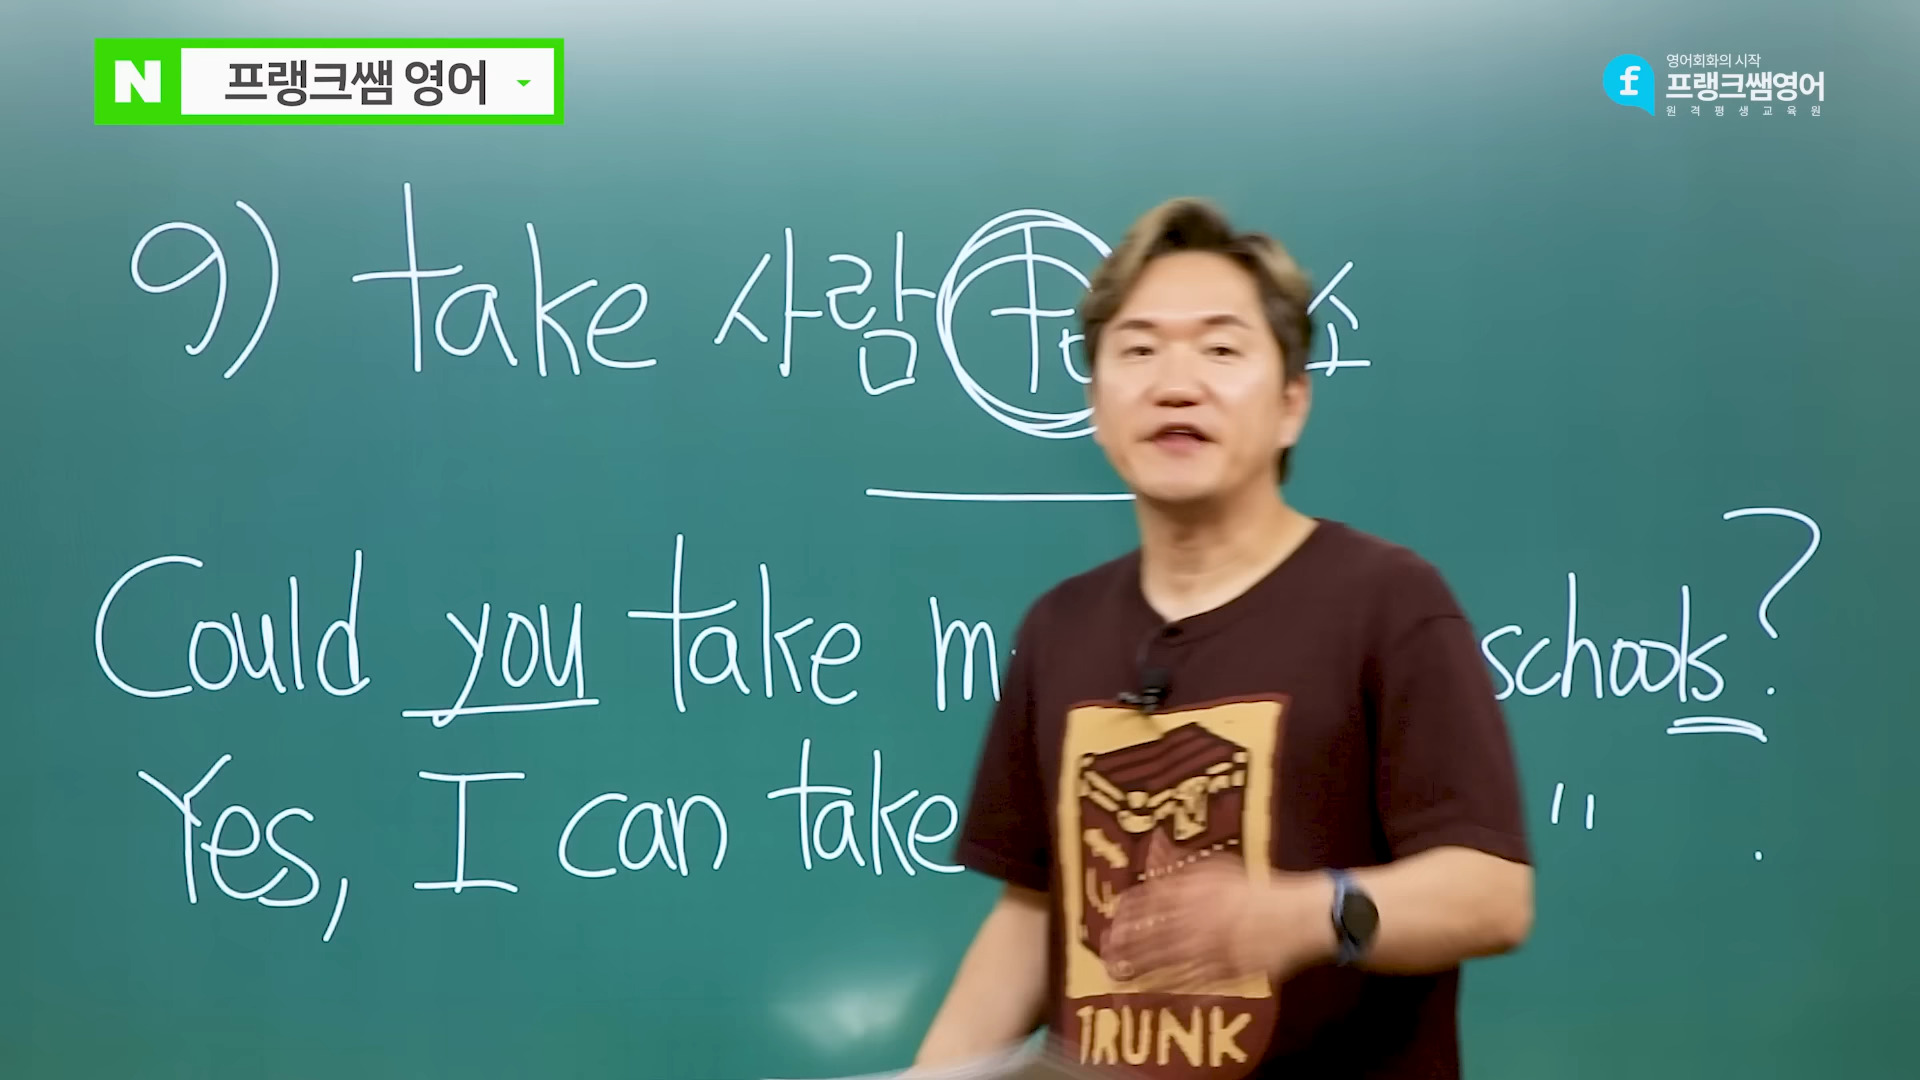 N 프랭크쌤 영어
영어회화의 시작
프랭크쌤영어
원격평생교육원
9) take 사람 to 소
Could you take m schools?
Yes, I can take " .
TRUNK